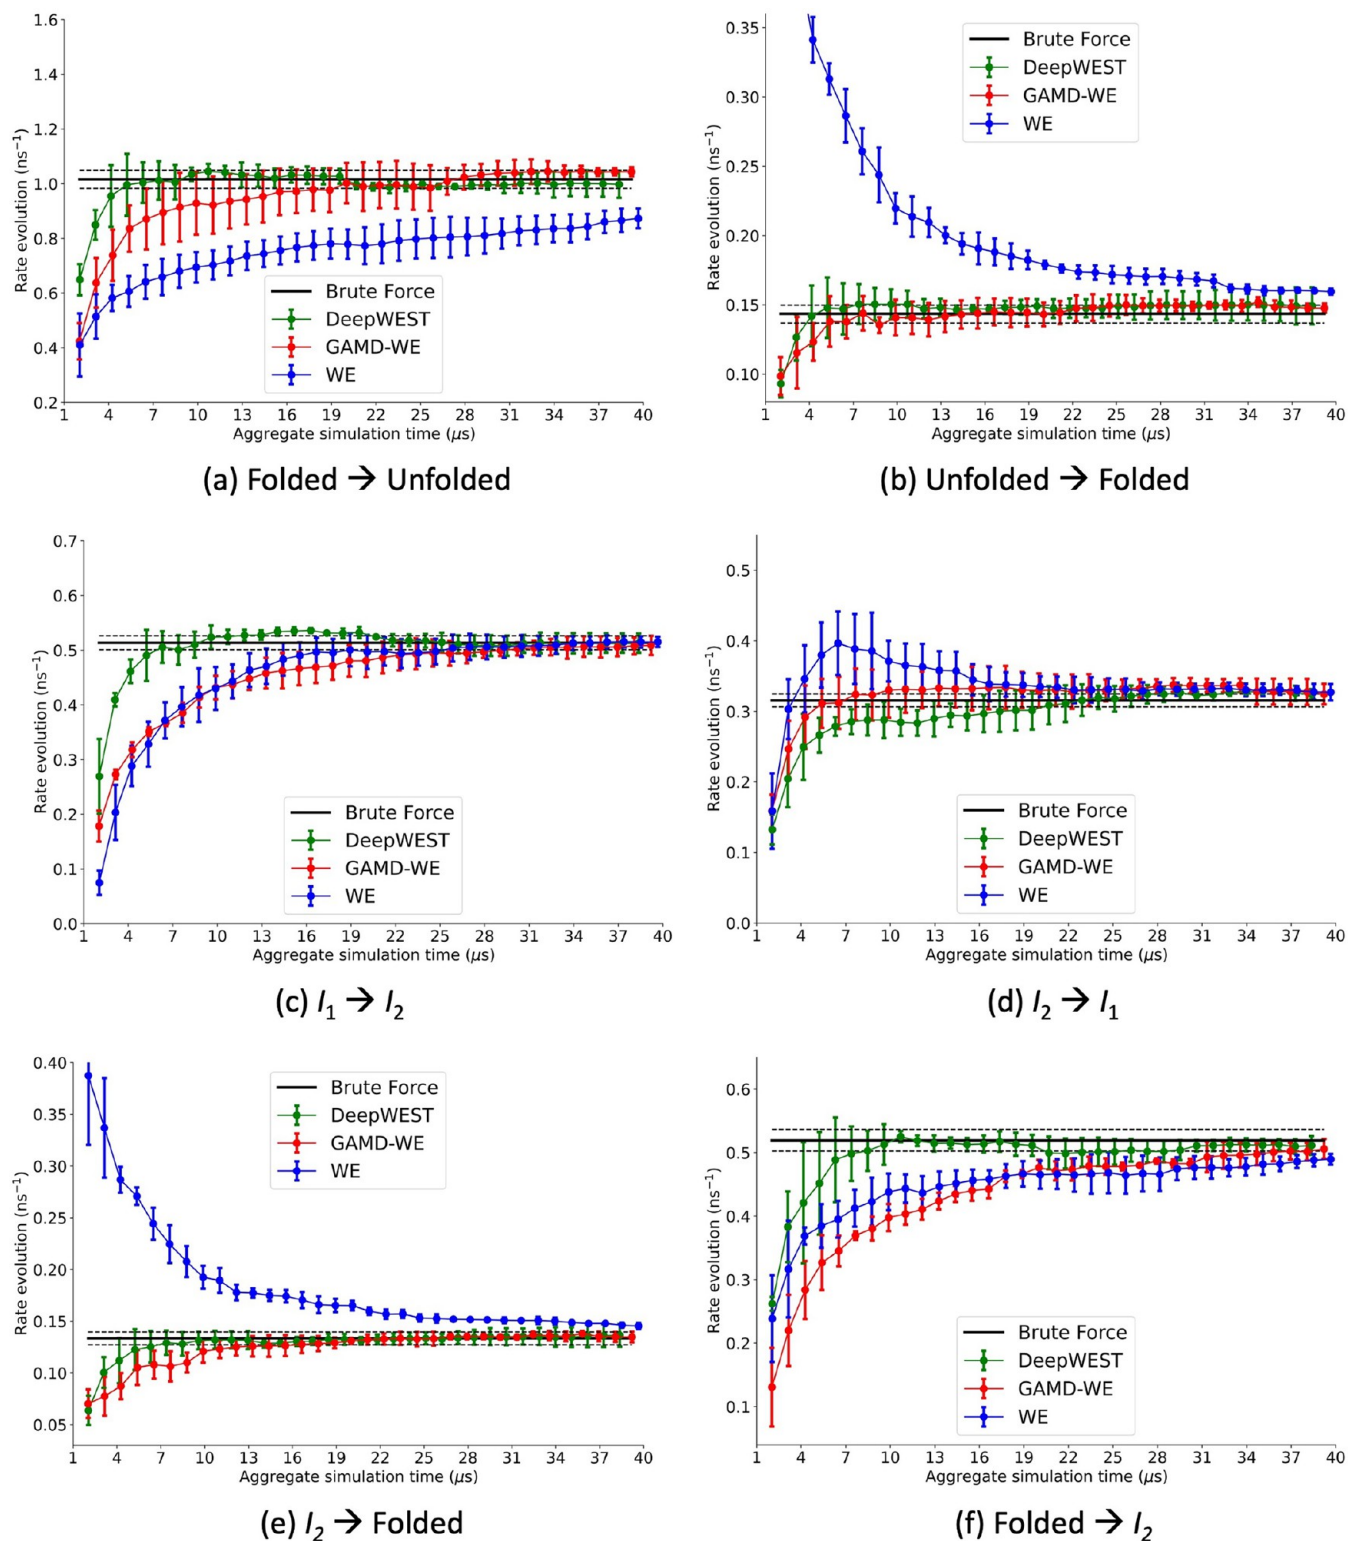 1.6
1.4
1.2
1.0
0.8
0.6
0.4
0.2
Rate evolution (ns⁻¹)
Brute Force
DeepWEST
GAMD-WE
WE
1 4 7 10 13 16 19 22 25 28 31 34 37 40
Aggregate simulation time (μs)
(a) Folded → Unfolded
0.35
0.30
0.25
0.20
0.15
0.10
Rate evolution (ns⁻¹)
Brute Force
DeepWEST
GAMD-WE
WE
1 4 7 10 13 16 19 22 25 28 31 34 37 40
Aggregate simulation time (μs)
(b) Unfolded → Folded
0.7
0.6
0.5
0.4
0.3
0.2
0.1
0.0
Rate evolution (ns⁻¹)
Brute Force
DeepWEST
GAMD-WE
WE
1 4 7 10 13 16 19 22 25 28 31 34 37 40
Aggregate simulation time (μs)
(c) I₁ → I₂
0.5
0.4
0.3
0.2
0.1
0.0
Rate evolution (ns⁻¹)
Brute Force
DeepWEST
GAMD-WE
WE
1 4 7 10 13 16 19 22 25 28 31 34 37 40
Aggregate simulation time (μs)
(d) I₂ → I₁
0.40
0.35
0.30
0.25
0.20
0.15
0.10
0.05
Rate evolution (ns⁻¹)
Brute Force
DeepWEST
GAMD-WE
WE
1 4 7 10 13 16 19 22 25 28 31 34 37 40
Aggregate simulation time (μs)
(e) I₂ → Folded
0.6
0.5
0.4
0.3
0.2
0.1
Rate evolution (ns⁻¹)
Brute Force
DeepWEST
GAMD-WE
WE
1 4 7 10 13 16 19 22 25 28 31 34 37 40
Aggregate simulation time (μs)
(f) Folded → I₂